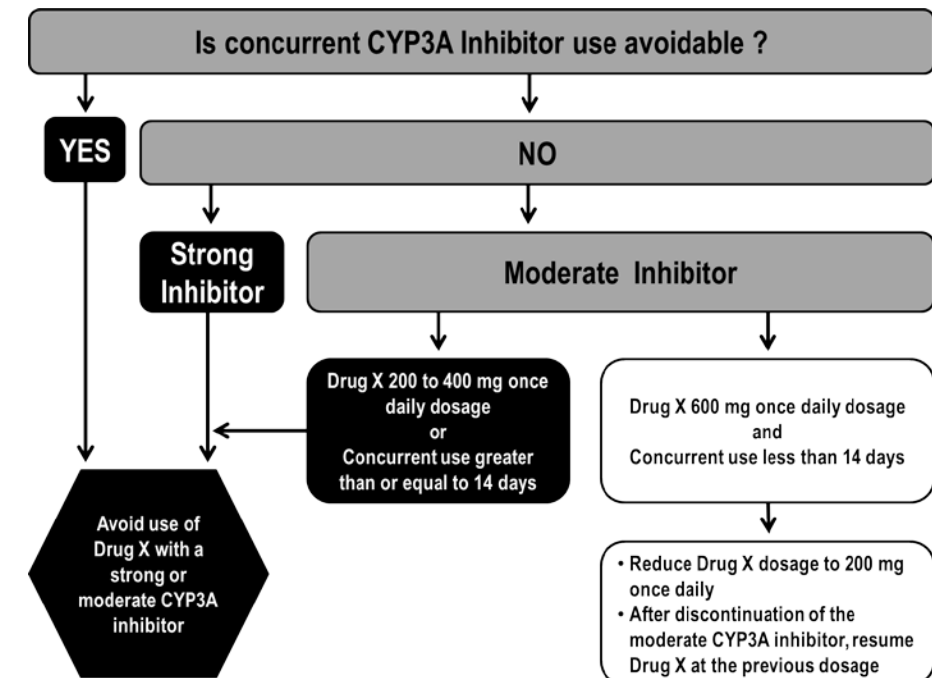 Is concurrent CYP3A Inhibitor use avoidable ?
YES
NO
Strong
Inhibitor
Moderate Inhibitor
Drug X 200 to 400 mg once
daily dosage
or
Concurrent use greater
than or equal to 14 days
Drug X 600 mg once daily dosage
and
Concurrent use less than 14 days
Avoid use of
Drug X with a
strong or
moderate CYP3A
inhibitor
• Reduce Drug X dosage to 200 mg
once daily
• After discontinuation of the
moderate CYP3A inhibitor, resume
Drug X at the previous dosage